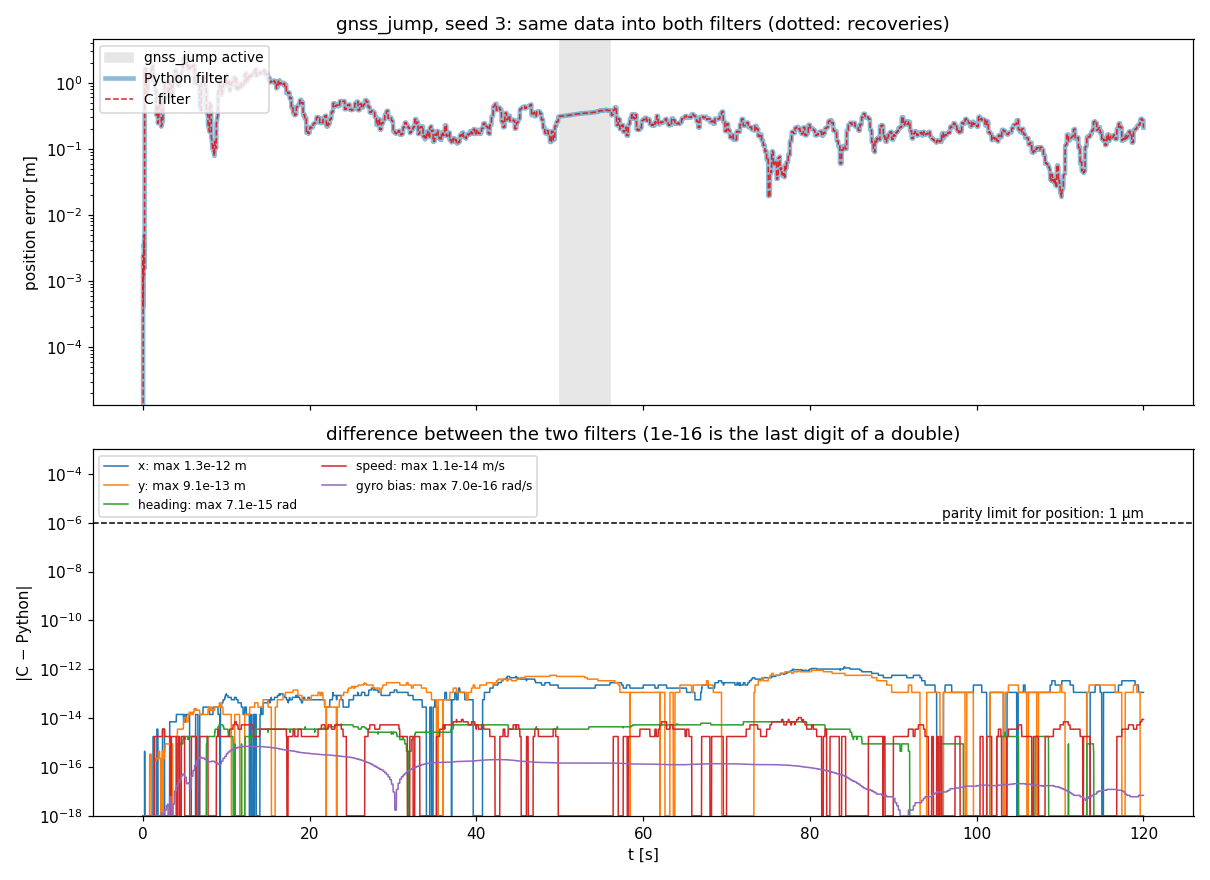 gnss_jump, seed 3: same data into both filters (dotted: recoveries)
gnss_jump active
Python filter
C filter
position error [m]
10⁰
10⁻¹
10⁻²
10⁻³
10⁻⁴
difference between the two filters (1e-16 is the last digit of a double)
x: max 1.3e-12 m
y: max 9.1e-13 m
heading: max 7.1e-15 rad
speed: max 1.1e-14 m/s
gyro bias: max 7.0e-16 rad/s
parity limit for position: 1 μm
|C − Python|
10⁻⁴
10⁻⁶
10⁻⁸
10⁻¹⁰
10⁻¹²
10⁻¹⁴
10⁻¹⁶
10⁻¹⁸
0 20 40 60 80 100 120
t [s]